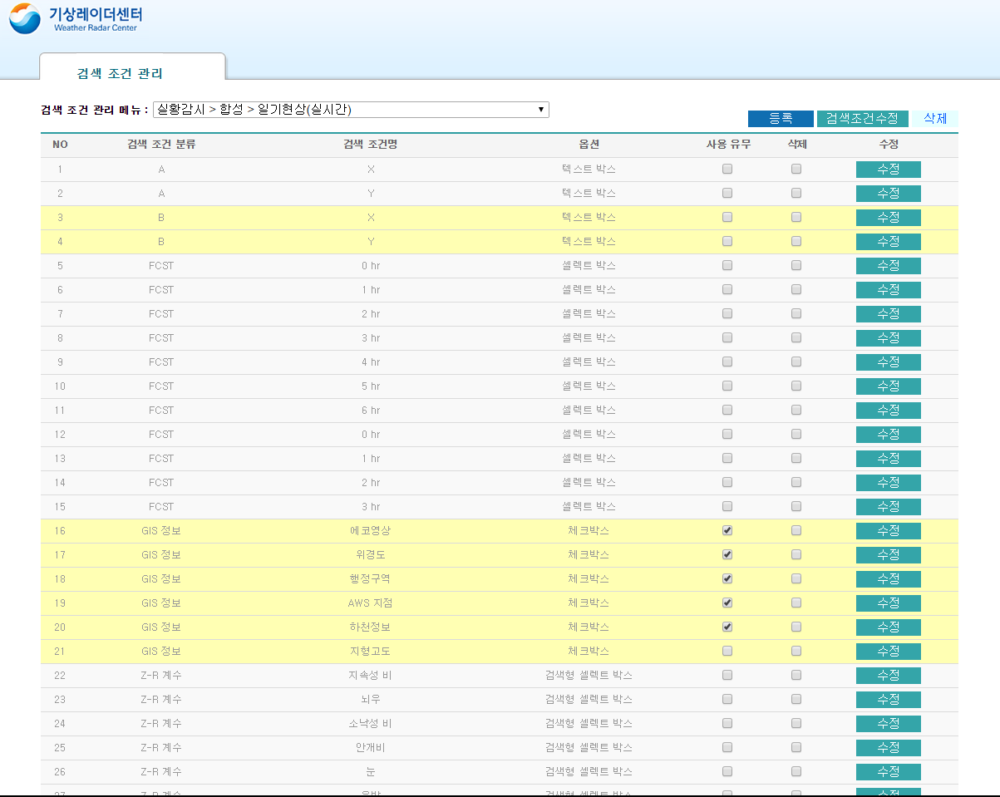 기상레이더센터
Weather Radar Center
검색 조건 관리
검색 조건 관리 메뉴 : 실황감시 > 합성 > 일기현상(실시간)
등록 검색조건수정 삭제
NO 검색 조건 분류 검색 조건명 옵션 사용 유무 삭제 수정
1 A X 텍스트 박스 수정
2 A Y 텍스트 박스 수정
3 B X 텍스트 박스 수정
4 B Y 텍스트 박스 수정
5 FCST 0 hr 셀렉트 박스 수정
6 FCST 1 hr 셀렉트 박스 수정
7 FCST 2 hr 셀렉트 박스 수정
8 FCST 3 hr 셀렉트 박스 수정
9 FCST 4 hr 셀렉트 박스 수정
10 FCST 5 hr 셀렉트 박스 수정
11 FCST 6 hr 셀렉트 박스 수정
12 FCST 0 hr 셀렉트 박스 수정
13 FCST 1 hr 셀렉트 박스 수정
14 FCST 2 hr 셀렉트 박스 수정
15 FCST 3 hr 셀렉트 박스 수정
16 GIS 정보 에코영상 체크박스 수정
17 GIS 정보 위경도 체크박스 수정
18 GIS 정보 행정구역 체크박스 수정
19 GIS 정보 AWS 지점 체크박스 수정
20 GIS 정보 하천정보 체크박스 수정
21 GIS 정보 지형고도 체크박스 수정
22 Z-R 계수 지속성 비 검색형 셀렉트 박스 수정
23 Z-R 계수 뇌우 검색형 셀렉트 박스 수정
24 Z-R 계수 소낙성 비 검색형 셀렉트 박스 수정
25 Z-R 계수 안개비 검색형 셀렉트 박스 수정
26 Z-R 계수 눈 검색형 셀렉트 박스 수정
27 Z-R 계수 검색형 셀렉트 박스 수정